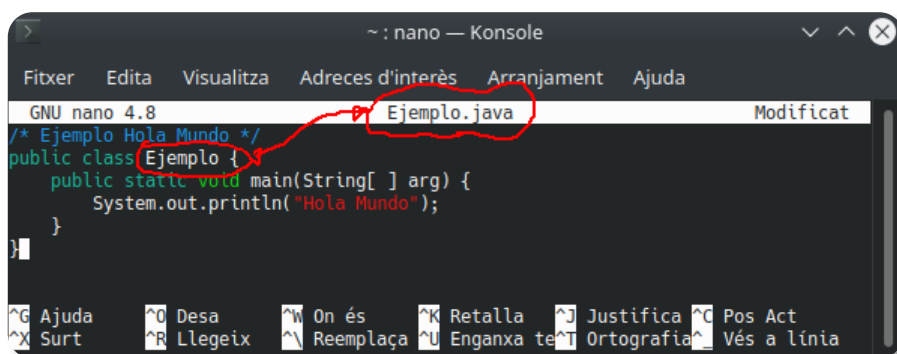 ~ : nano — Konsole
Fitxer Edita Visualitza Adreces d'interès Arranjament Ajuda
GNU nano 4.8 Ejemplo.java Modificat
/* Ejemplo Hola Mundo */
public class Ejemplo {
    public static void main(String[ ] arg) {
        System.out.println("Hola Mundo");
    }
}
^G Ajuda ^O Desa ^W On és ^K Retalla ^J Justifica ^C Pos Act
^X Surt ^R Llegeix ^\ Reemplaça ^U Enganxa te^T Ortografia^_ Vés a línia